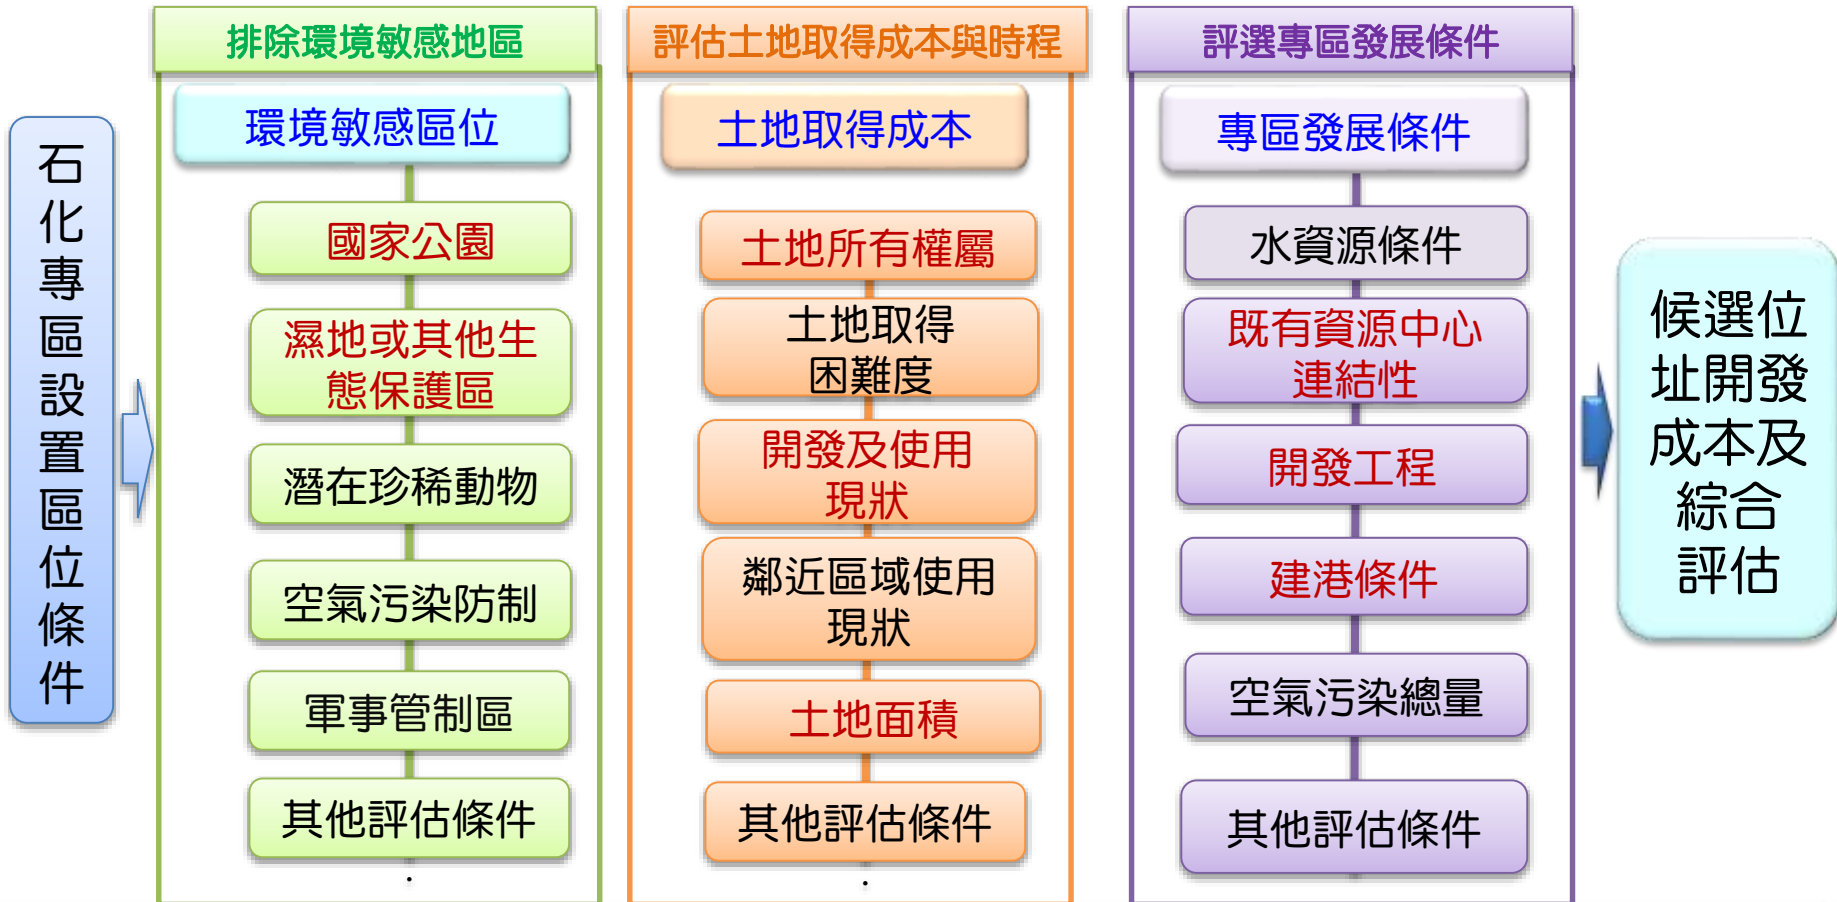 石
化
專
區
設
置
區
位
條
件
排除環境敏感地區
環境敏感區位
國家公園
濕地或其他生
態保護區
潛在珍稀動物
空氣污染防制
軍事管制區
其他評估條件
.
評估土地取得成本與時程
土地取得成本
土地所有權屬
土地取得
困難度
開發及使用
現狀
鄰近區域使用
現狀
土地面積
其他評估條件
.
評選專區發展條件
專區發展條件
水資源條件
既有資源中心
連結性
開發工程
建港條件
空氣污染總量
其他評估條件
候選位
址開發
成本及
綜合
評估